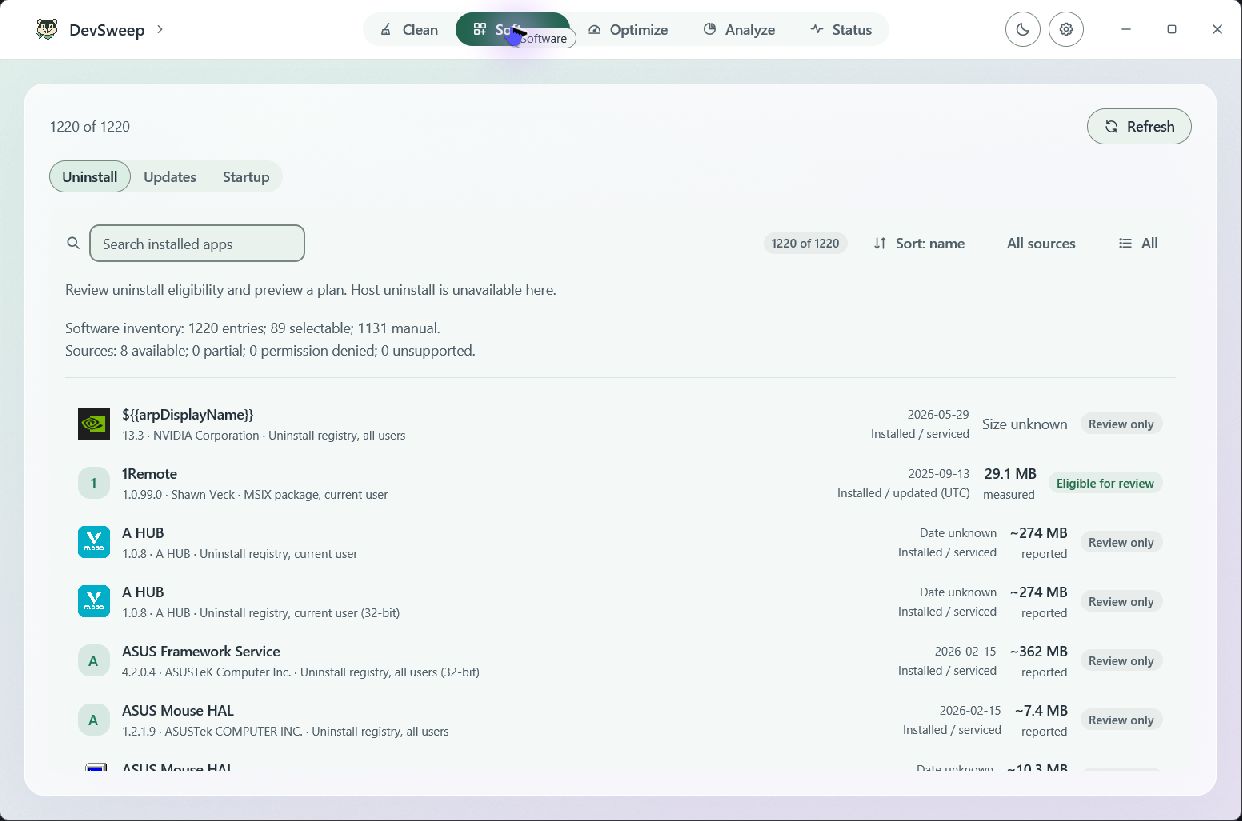 DevSweep
Clean
Software
Optimize
Analyze
Status
1220 of 1220
Refresh
Uninstall
Updates
Startup
Search installed apps
1220 of 1220
Sort: name
All sources
All
Review uninstall eligibility and preview a plan. Host uninstall is unavailable here.
Software inventory: 1220 entries; 89 selectable; 1131 manual.
Sources: 8 available; 0 partial; 0 permission denied; 0 unsupported.
${{arpDisplayName}}
13.3 · NVIDIA Corporation · Uninstall registry, all users
2026-05-29
Installed / serviced
Size unknown
Review only
1
1Remote
1.0.99.0 · Shawn Veck · MSIX package, current user
2025-09-13
Installed / updated (UTC)
29.1 MB
measured
Eligible for review
A HUB
1.0.8 · A HUB · Uninstall registry, current user
Date unknown
Installed / serviced
~274 MB
reported
Review only
A HUB
1.0.8 · A HUB · Uninstall registry, current user (32-bit)
Date unknown
Installed / serviced
~274 MB
reported
Review only
A
ASUS Framework Service
4.2.0.4 · ASUSTeK Computer Inc. · Uninstall registry, all users (32-bit)
2026-02-15
Installed / serviced
~362 MB
reported
Review only
A
ASUS Mouse HAL
1.2.1.9 · ASUSTek COMPUTER INC. · Uninstall registry, all users
2026-02-15
Installed / serviced
~7.4 MB
reported
Review only
ASUS Mouse HAL
Date unknown
~10.3 MB